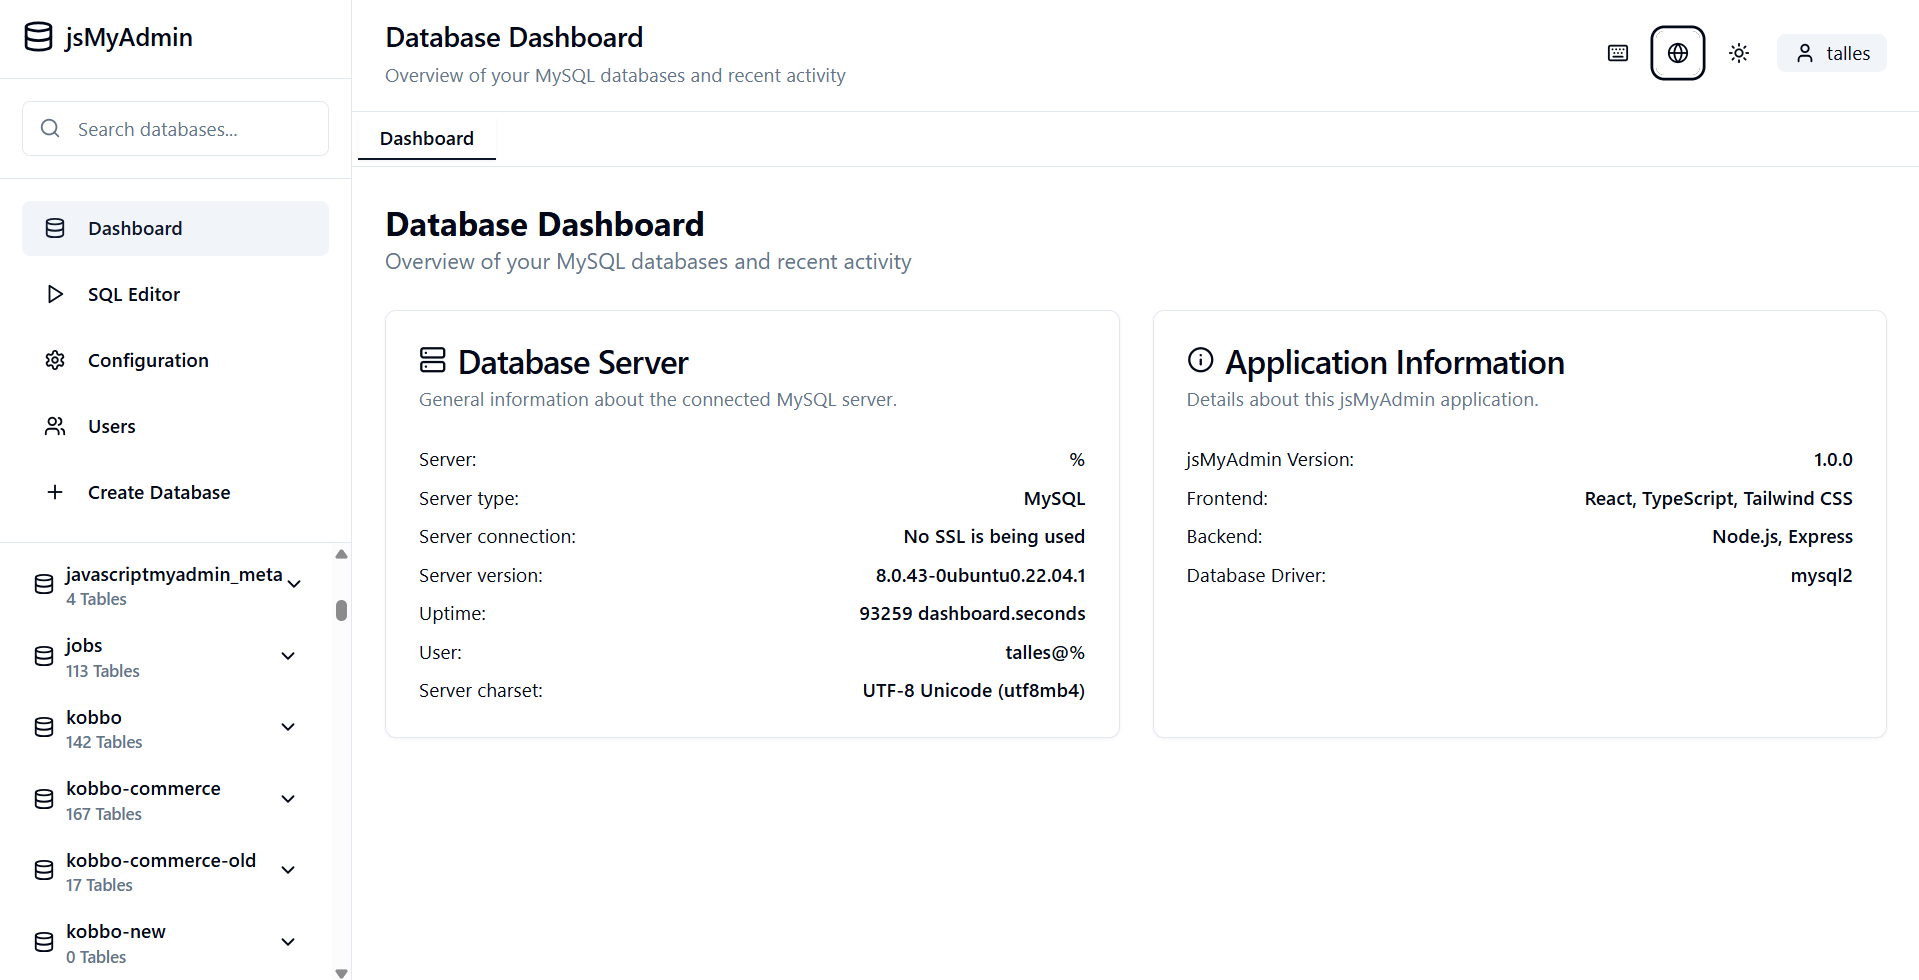 jsMyAdmin
Search databases...
Dashboard
SQL Editor
Configuration
Users
Create Database
javascriptmyadmin_meta
4 Tables
jobs
113 Tables
kobbo
142 Tables
kobbo-commerce
167 Tables
kobbo-commerce-old
17 Tables
kobbo-new
0 Tables
Database Dashboard
Overview of your MySQL databases and recent activity
talles
Dashboard
Database Dashboard
Overview of your MySQL databases and recent activity
Database Server
General information about the connected MySQL server.
Server: %
Server type: MySQL
Server connection: No SSL is being used
Server version: 8.0.43-0ubuntu0.22.04.1
Uptime: 93259 dashboard.seconds
User: talles@%
Server charset: UTF-8 Unicode (utf8mb4)
Application Information
Details about this jsMyAdmin application.
jsMyAdmin Version: 1.0.0
Frontend: React, TypeScript, Tailwind CSS
Backend: Node.js, Express
Database Driver: mysql2